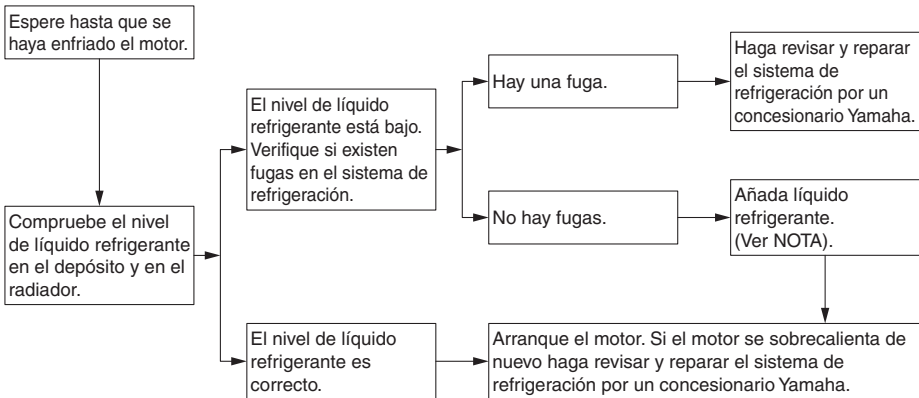 Espere hasta que se
haya enfriado el motor.
Compruebe el nivel
de líquido refrigerante
en el depósito y en el
radiador.
El nivel de líquido
refrigerante está bajo.
Verifique si existen
fugas en el sistema de
refrigeración.
Hay una fuga.
Haga revisar y reparar
el sistema de
refrigeración por un
concesionario Yamaha.
No hay fugas.
Añada líquido
refrigerante.
(Ver NOTA).
El nivel de líquido
refrigerante es
correcto.
Arranque el motor. Si el motor se sobrecalienta de
nuevo haga revisar y reparar el sistema de
refrigeración por un concesionario Yamaha.